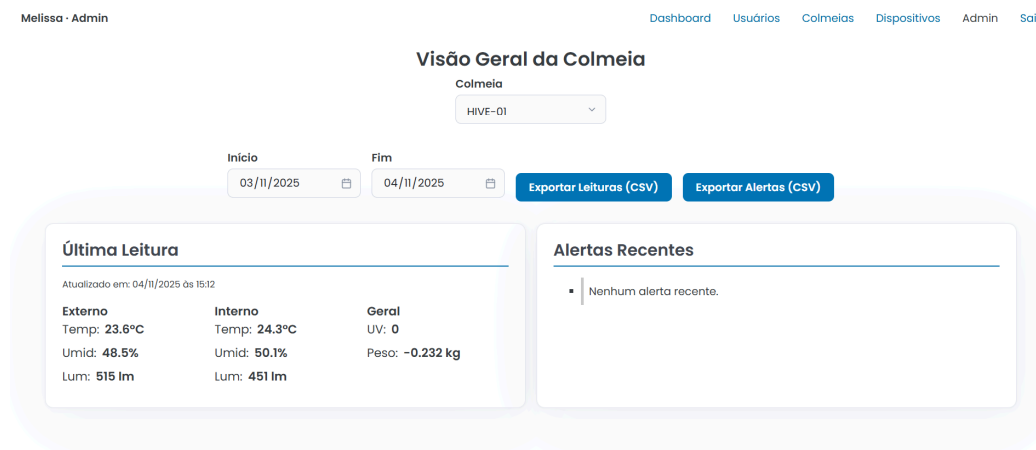 Melissa · Admin
Dashboard Usuários Colmeias Dispositivos Admin Sai
Visão Geral da Colmeia
Colmeia
HIVE-01
Início Fim
03/11/2025 04/11/2025 Exportar Leituras (CSV) Exportar Alertas (CSV)
Última Leitura
Atualizado em: 04/11/2025 às 15:12
Externo Interno Geral
Temp: 23.6°C Temp: 24.3°C UV: 0
Umid: 48.5% Umid: 50.1% Peso: -0.232 kg
Lum: 515 lm Lum: 451 lm
Alertas Recentes
Nenhum alerta recente.